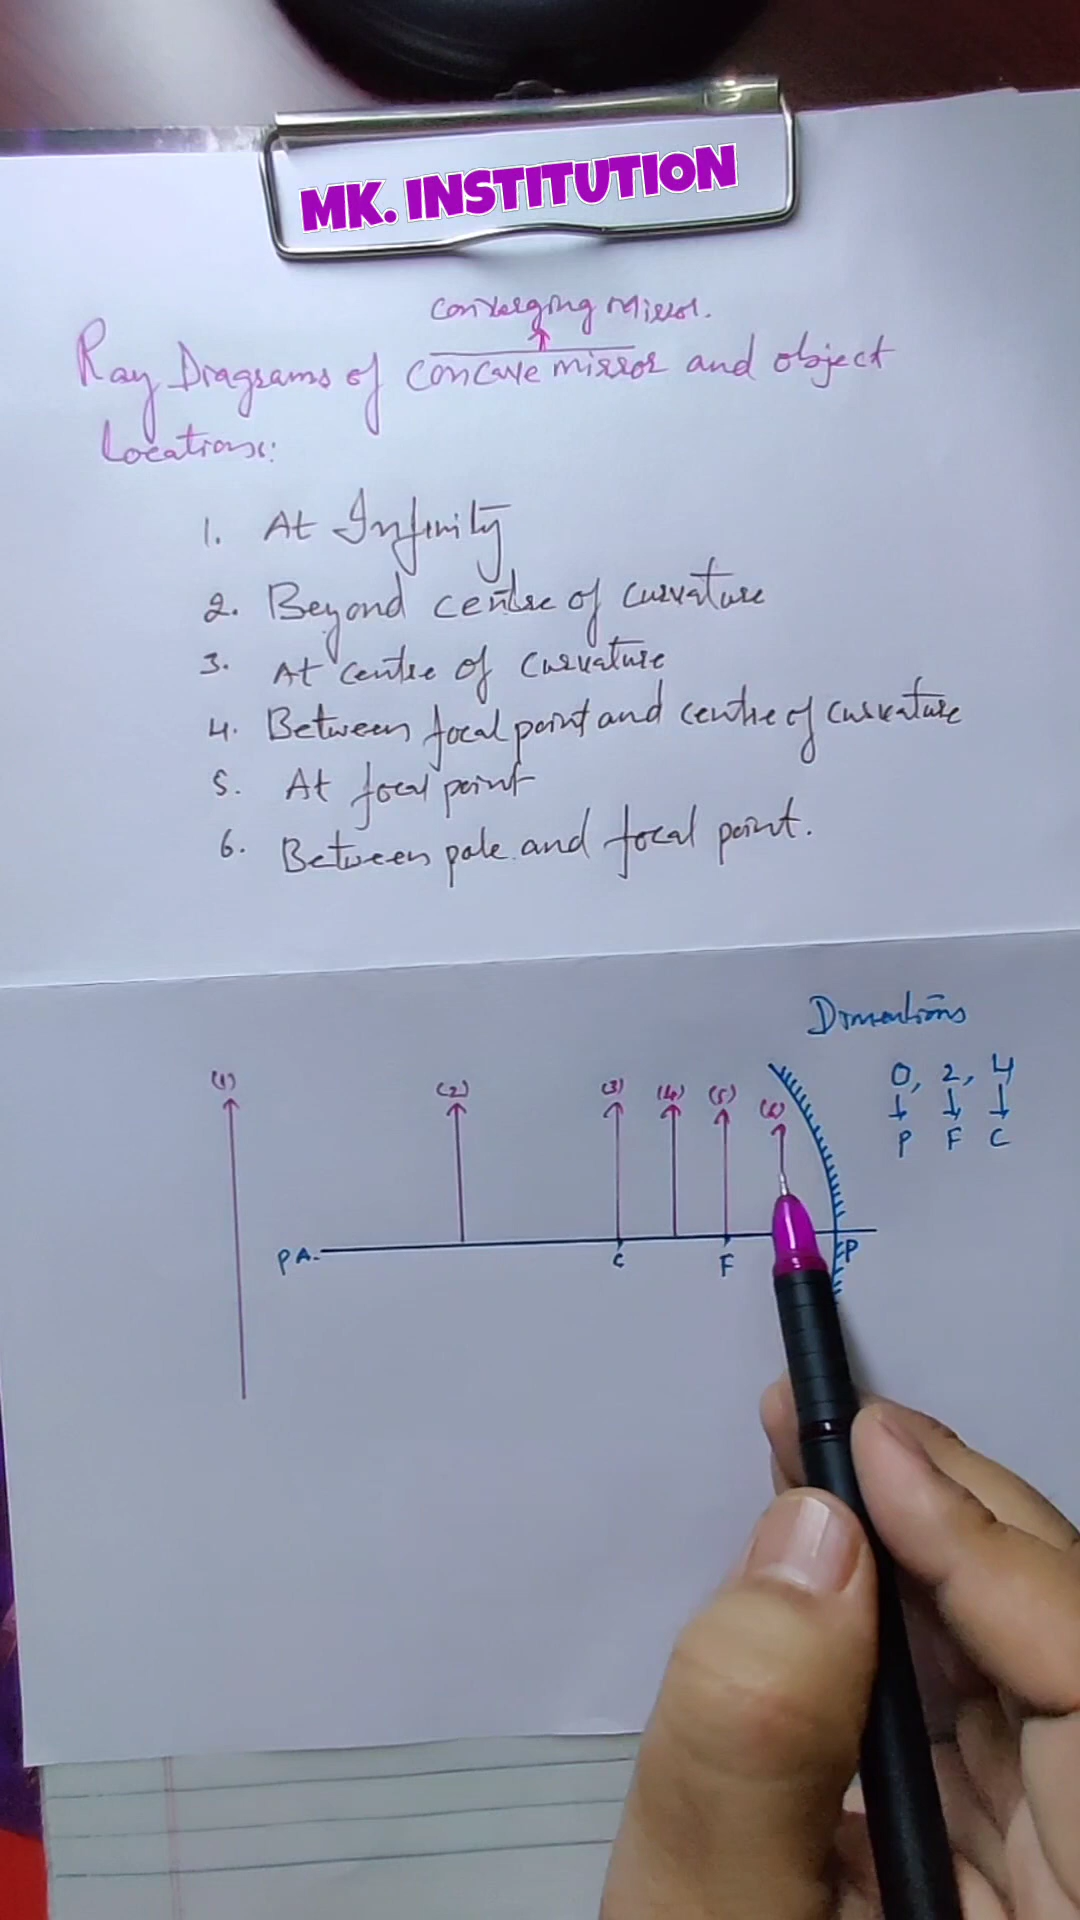 MK. INSTITUTION
Converging Mirror.
Ray Diagrams of concave mirror and object
Locations:
1. At Infinity
2. Beyond centre of curvature
3. At centre of curvature
4. Between focal point and centre of curvature
5. At focal point
6. Between pole and focal point.
Dimentions
0, 2, 4
P F C
(1) (2) (3) (4) (5) (6)
PA. C F P